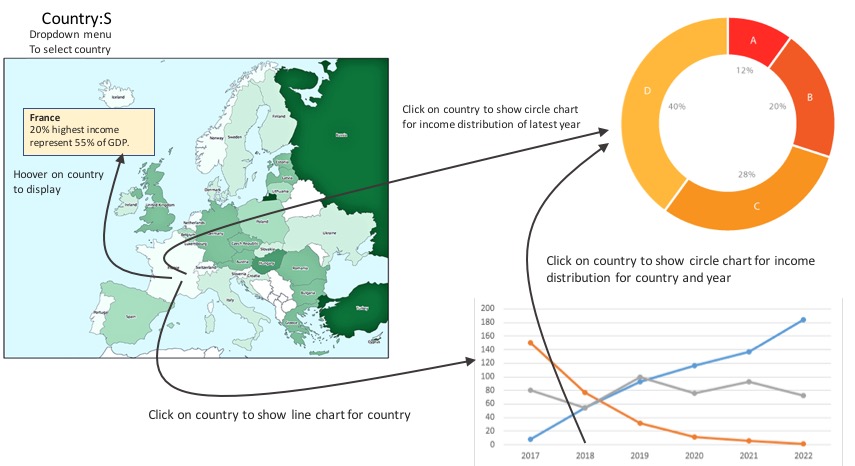 Country:S
Dropdown menu
To select country
Iceland
France
20% highest income
represent 55% of GDP.
Hoover on country
to display
Norway
Sweden
Finland
Russia
Estonia
Latvia
Lithuania
Denmark
Ireland
United Kingdom
Netherlands
Belgium
Germany
Poland
Luxembourg
Czech Republic
Slovakia
Ukraine
Austria
Hungary
Switzerland
Slovenia
Croatia
Romania
Italy
Bulgaria
Portugal
Spain
Greece
Turkey
Cyprus
Click on country to show circle chart
for income distribution of latest year
A
12%
B
20%
28%
C
D
40%
Click on country to show circle chart for income
distribution for country and year
Click on country to show line chart for country
200
180
160
140
120
100
80
60
40
20
0
2017 2018 2019 2020 2021 2022